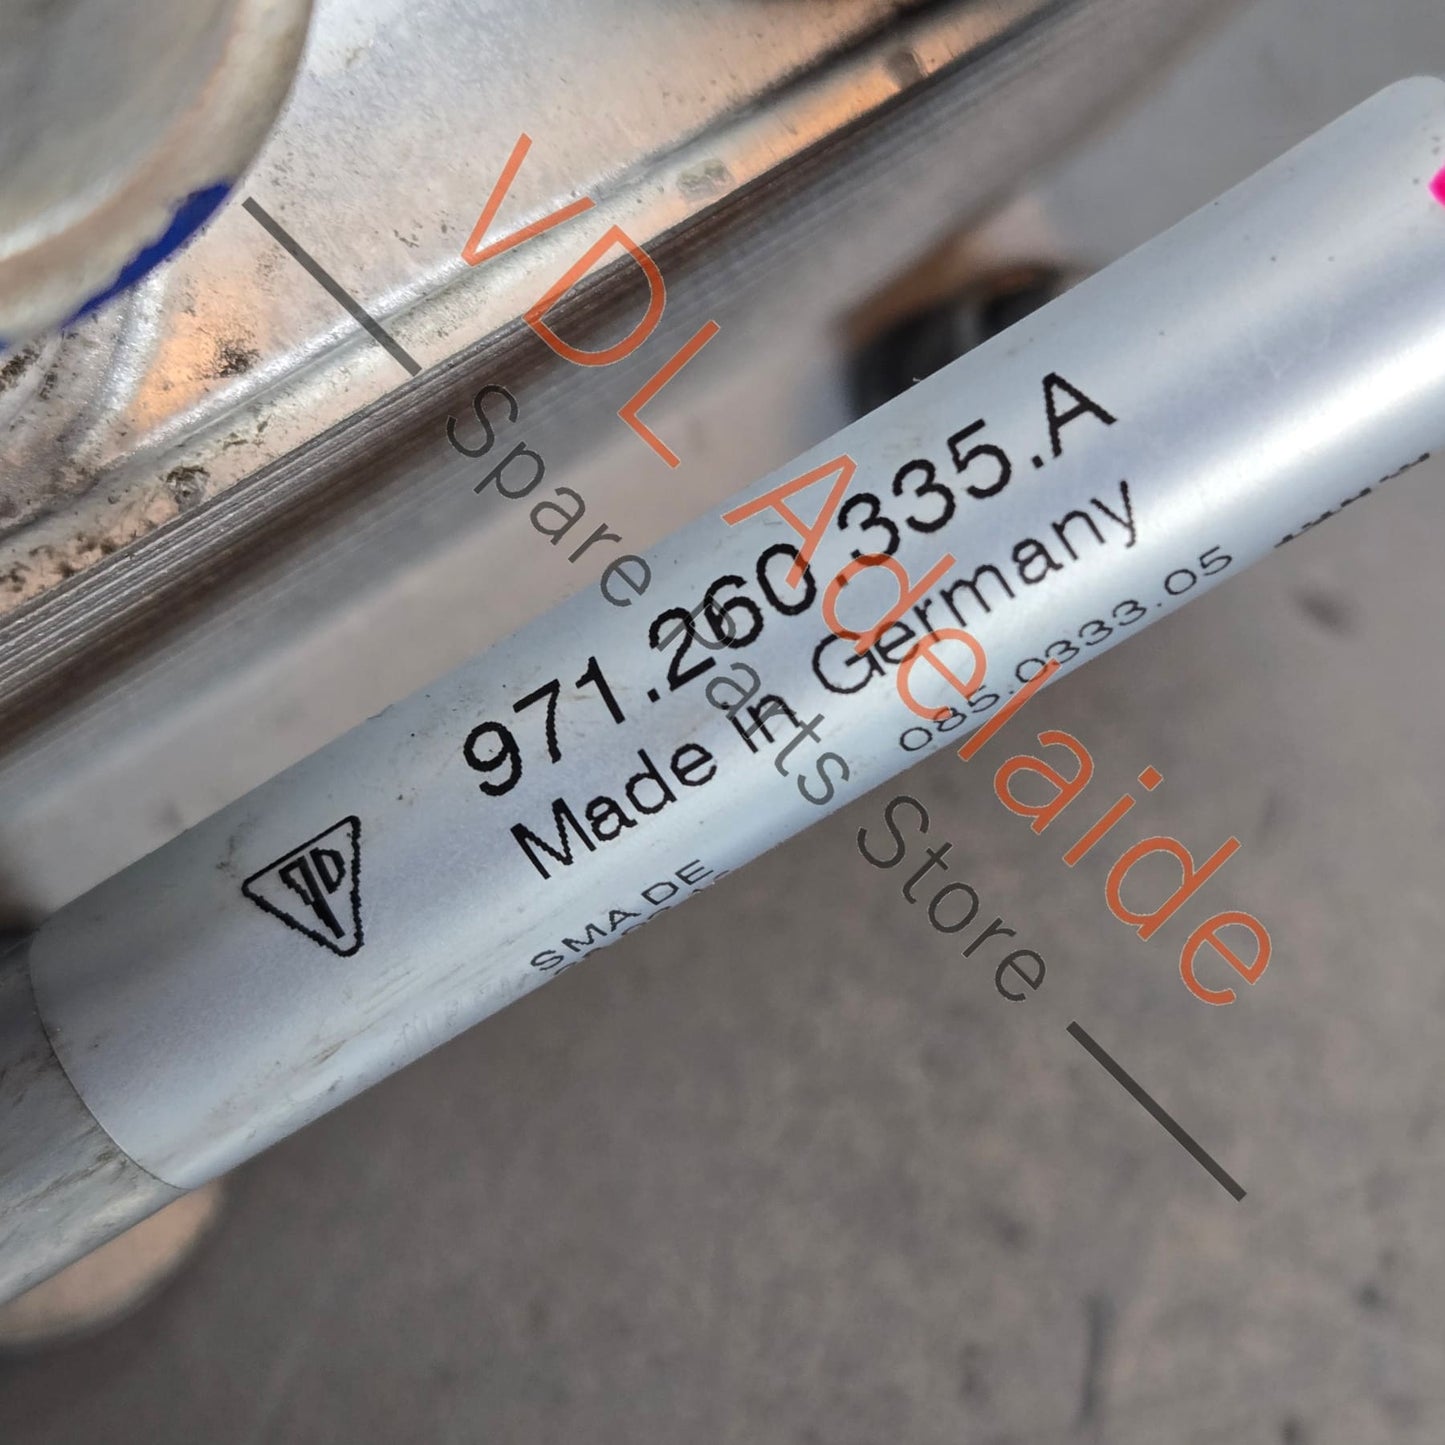 VDL Adelaide
Spare Parts Store
971.260.335.A
Made in Germany
085.0333.05
SMADE